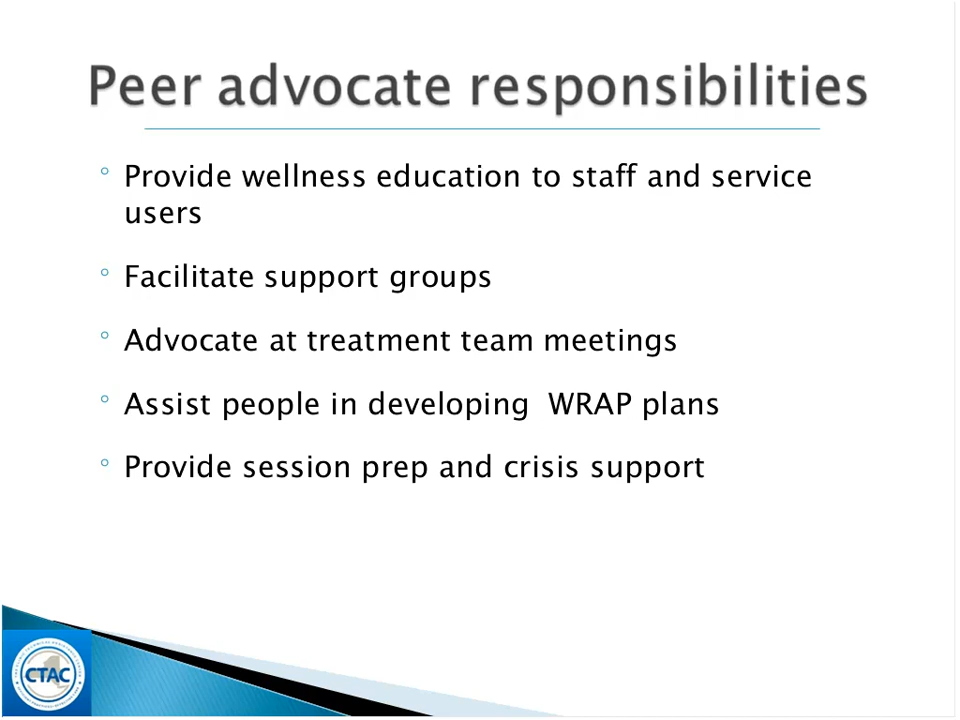 Peer advocate responsibilities
° Provide wellness education to staff and service
users
° Facilitate support groups
° Advocate at treatment team meetings
° Assist people in developing  WRAP plans
° Provide session prep and crisis support
CTAC